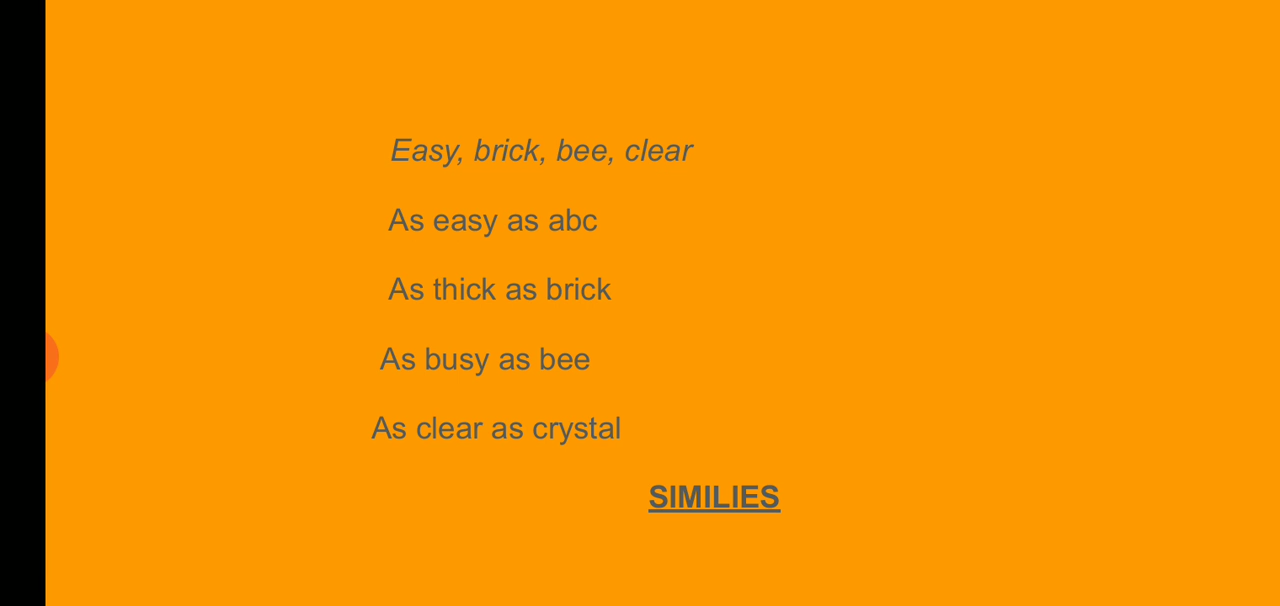 Easy, brick, bee, clear
As easy as abc
As thick as brick
As busy as bee
As clear as crystal
SIMILIES